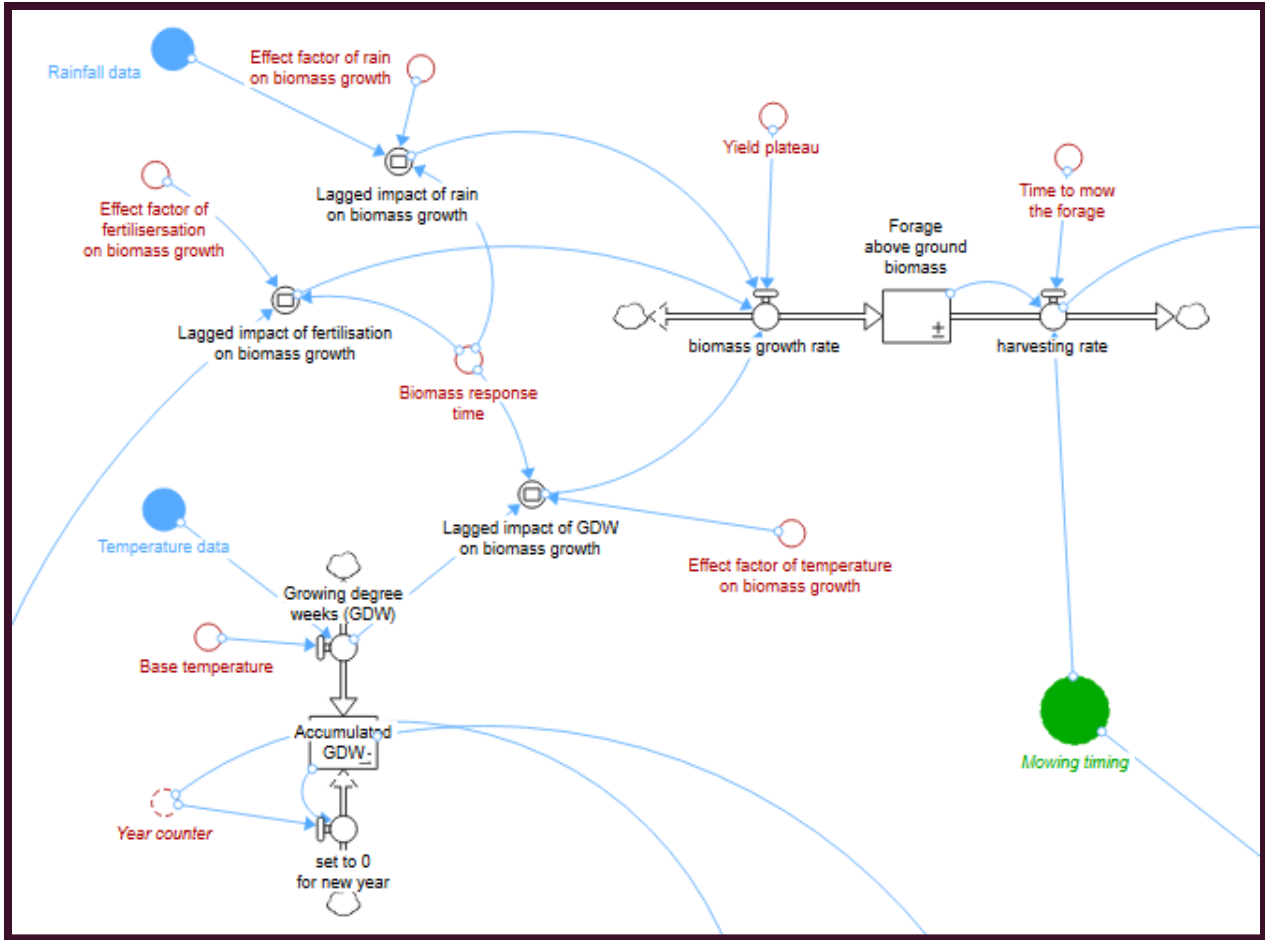 Rainfall data
Effect factor of rain
on biomass growth
Yield plateau
Time to mow
the forage
Lagged impact of rain
on biomass growth
Effect factor of
fertilisersation
on biomass growth
Forage
above ground
biomass
Lagged impact of fertilisation
on biomass growth
biomass growth rate
harvesting rate
Biomass response
time
Temperature data
Lagged impact of GDW
on biomass growth
Effect factor of temperature
on biomass growth
Growing degree
weeks (GDW)
Base temperature
Accumulated
GDW
Mowing timing
Year counter
set to 0
for new year